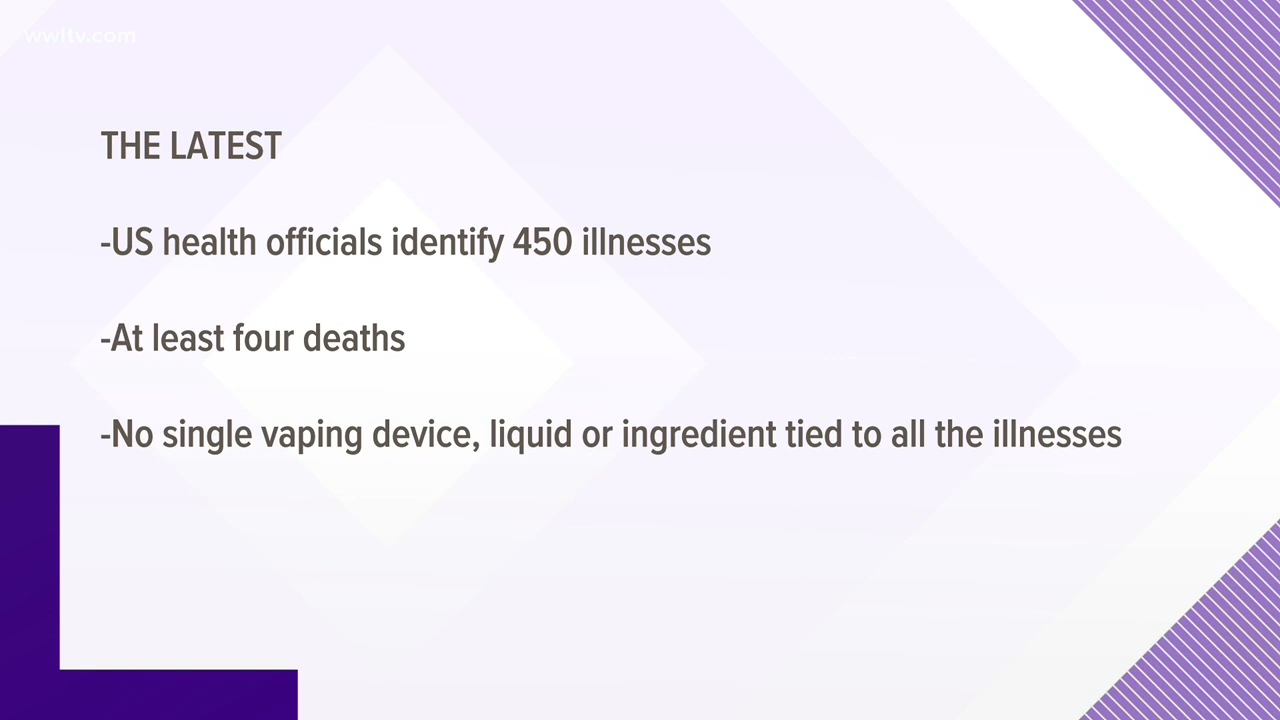 wwltv.com
THE LATEST
-US health officials identify 450 illnesses
-At least four deaths
-No single vaping device, liquid or ingredient tied to all the illnesses